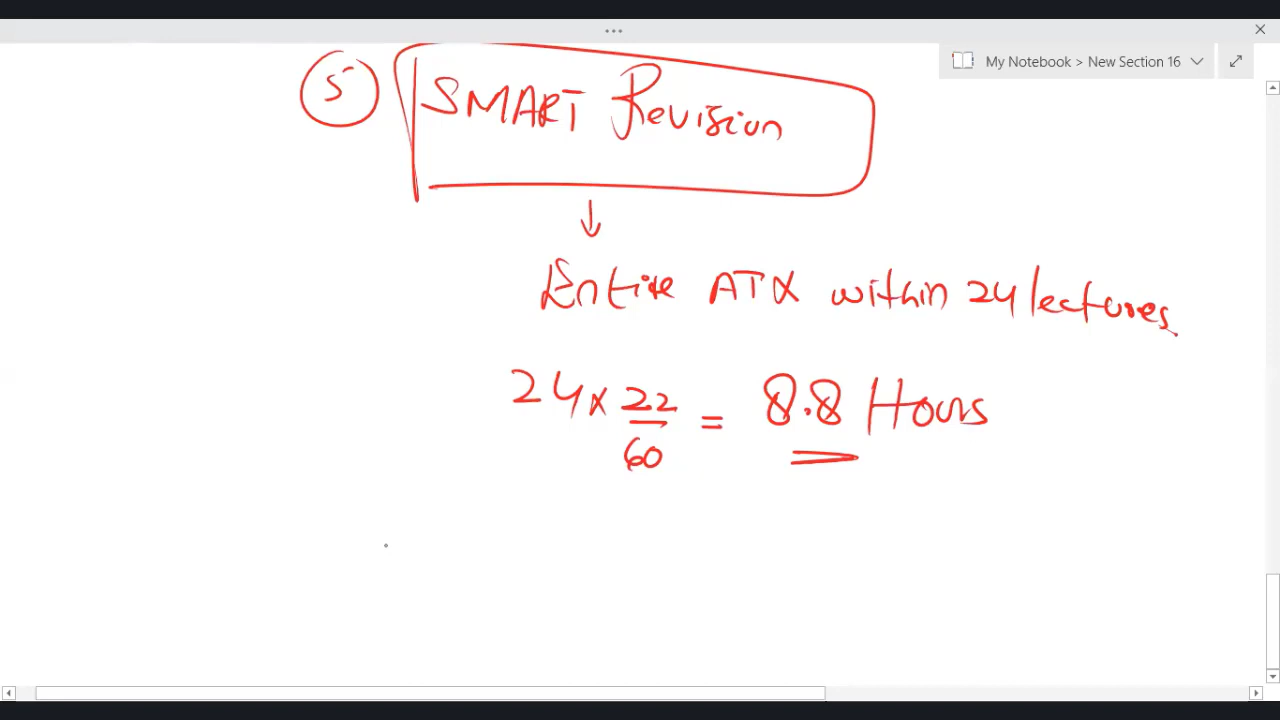 My Notebook > New Section 16
5 SMART Revision
Entire ATX within 24 lectures
24 x 22/60 = 8.8 Hours